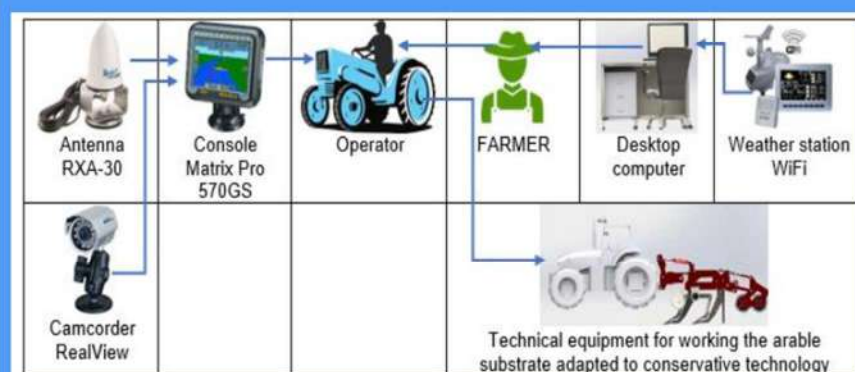 Antenna
RXA-30
Console
Matrix Pro
570GS
Operator
FARMER
Desktop
computer
Weather station
WiFi
Camcorder
RealView
Technical equipment for working the arable
substrate adapted to conservative technology